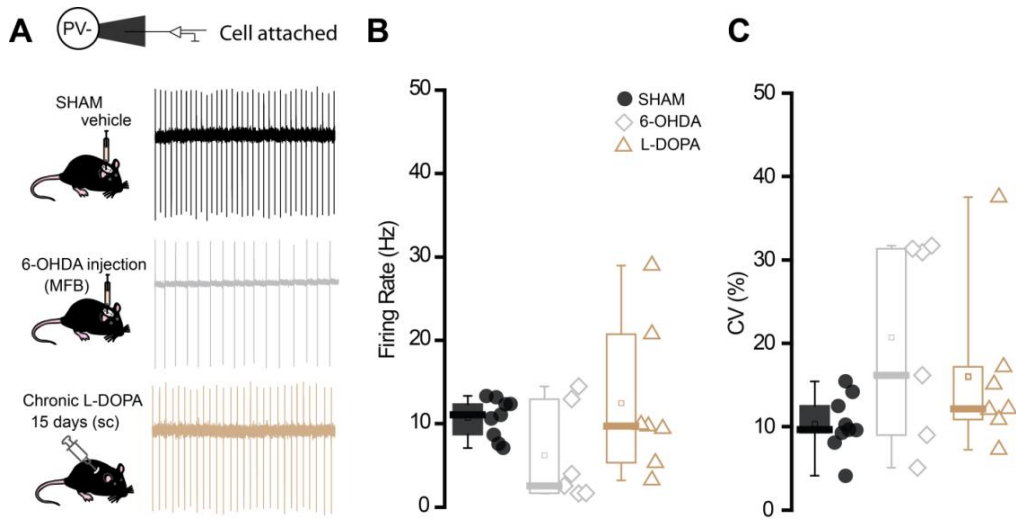 A
PV-
Cell attached
SHAM
vehicle
6-OHDA injection
(MFB)
Chronic L-DOPA
15 days (sc)
B
50
40
30
20
10
0
Firing Rate (Hz)
SHAM
6-OHDA
L-DOPA
C
50
40
30
20
10
0
CV (%)